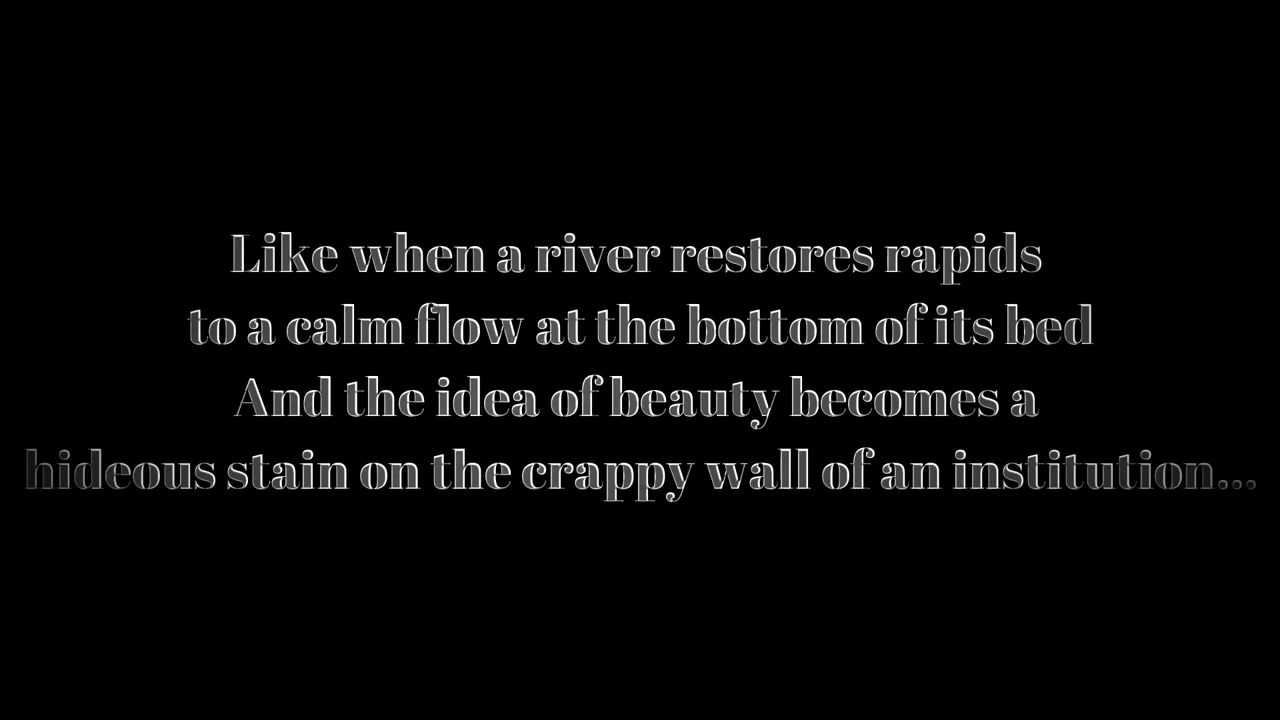 Like when a river restores rapids
to a calm flow at the bottom of its bed
And the idea of beauty becomes a
hideous stain on the crappy wall of an institution...